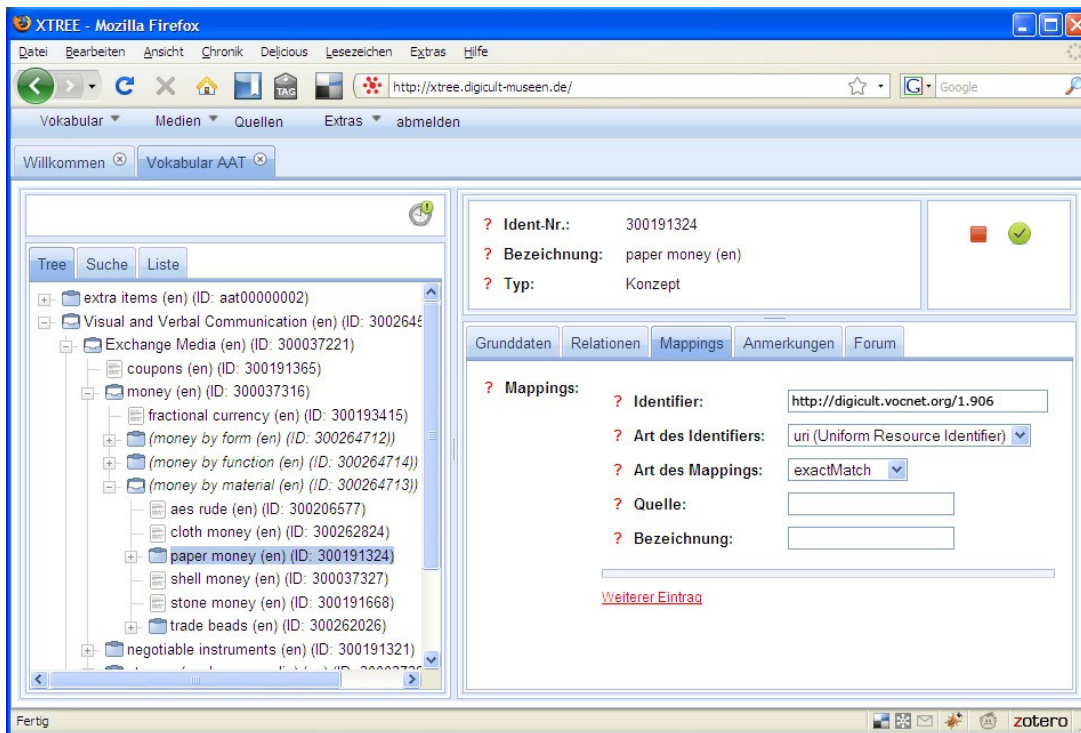 XTREE - Mozilla Firefox
Datei Bearbeiten Ansicht Chronik Delicious Lesezeichen Extras Hilfe
TAG http://xtree.digicult-museen.de/ G Google
Vokabular Medien Quellen Extras abmelden
Willkommen Vokabular AAT
? Ident-Nr.: 300191324
? Bezeichnung: paper money (en)
? Typ: Konzept
Tree Suche Liste
extra items (en) (ID: aat00000002)
Visual and Verbal Communication (en) (ID: 3002645
Exchange Media (en) (ID: 300037221)
coupons (en) (ID: 300191365)
money (en) (ID: 300037316)
fractional currency (en) (ID: 300193415)
(money by form (en) (ID: 300264712))
(money by function (en) (ID: 300264714))
(money by material (en) (ID: 300264713))
aes rude (en) (ID: 300206577)
cloth money (en) (ID: 300262824)
paper money (en) (ID: 300191324)
shell money (en) (ID: 300037327)
stone money (en) (ID: 300191668)
trade beads (en) (ID: 300262026)
negotiable instruments (en) (ID: 300191321)
Grunddaten Relationen Mappings Anmerkungen Forum
? Mappings:
? Identifier: http://digicult.vocnet.org/1.906
? Art des Identifiers: uri (Uniform Resource Identifier)
? Art des Mappings: exactMatch
? Quelle:
? Bezeichnung:
Weiterer Eintrag
Fertig zotero